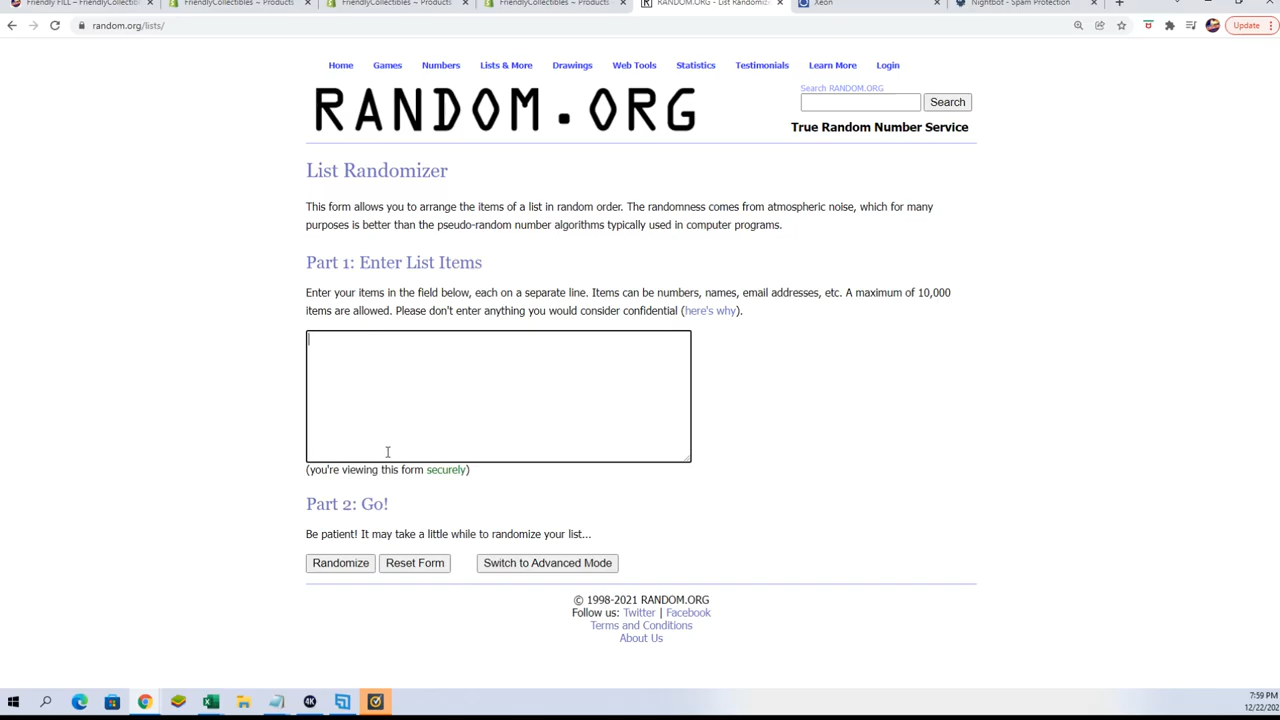 Friendly FILL – FriendlyCollectib
FriendlyCollectibles ~ Products
FriendlyCollectibles ~ Products
FriendlyCollectibles ~ Products
RANDOM.ORG - List Randomize
Xeon
Nightbot - Spam Protection
random.org/lists/
Update
Home Games Numbers Lists & More Drawings Web Tools Statistics Testimonials Learn More Login
RANDOM.ORG
Search RANDOM.ORG
Search
True Random Number Service
List Randomizer
This form allows you to arrange the items of a list in random order. The randomness comes from atmospheric noise, which for many
purposes is better than the pseudo-random number algorithms typically used in computer programs.
Part 1: Enter List Items
Enter your items in the field below, each on a separate line. Items can be numbers, names, email addresses, etc. A maximum of 10,000
items are allowed. Please don't enter anything you would consider confidential (here's why).
(you're viewing this form securely)
Part 2: Go!
Be patient! It may take a little while to randomize your list...
Randomize Reset Form Switch to Advanced Mode
© 1998-2021 RANDOM.ORG
Follow us: Twitter | Facebook
Terms and Conditions
About Us
4K
7:59 PM
12/22/202